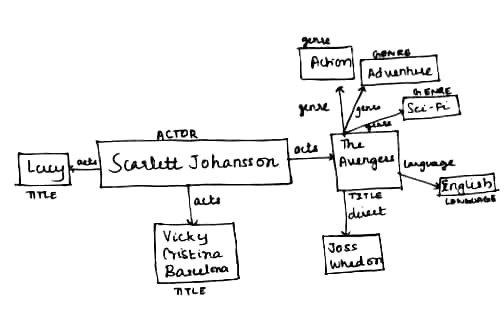 genre
Action
GENRE
Adventure
GENRE
Sci-Fi
genre
genre
genre
ACTOR
Scarlett Johansson
acts
The
Avengers
TITLE
language
English
LANGUAGE
acts
Lucy
TITLE
acts
Vicky
Cristina
Barcelona
TITLE
direct
Joss
Whedon